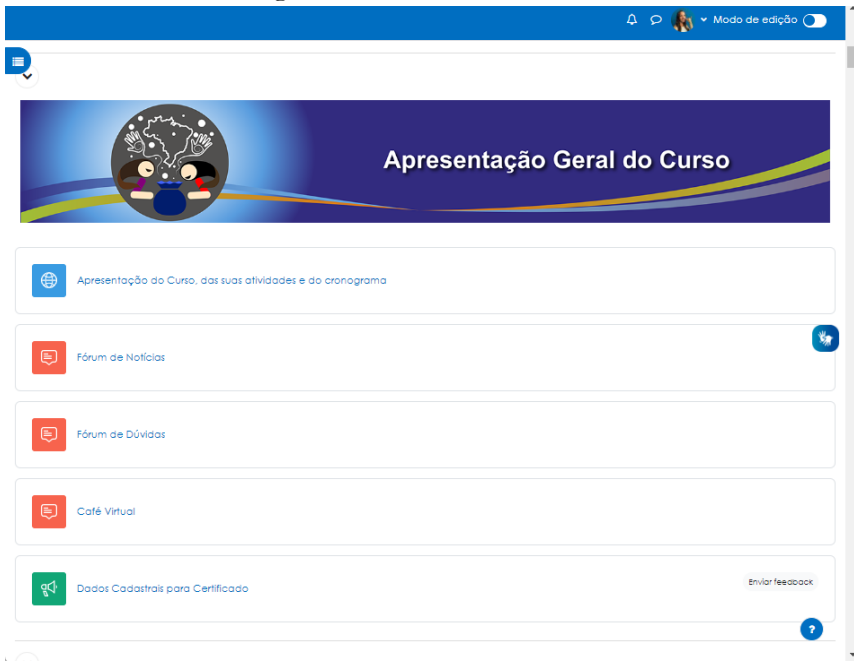 Modo de edição
Apresentação Geral do Curso
Apresentação do Curso, das suas atividades e do cronograma
Fórum de Notícias
Fórum de Dúvidas
Café Virtual
Dados Cadastrais para Certificado
Enviar feedback
?